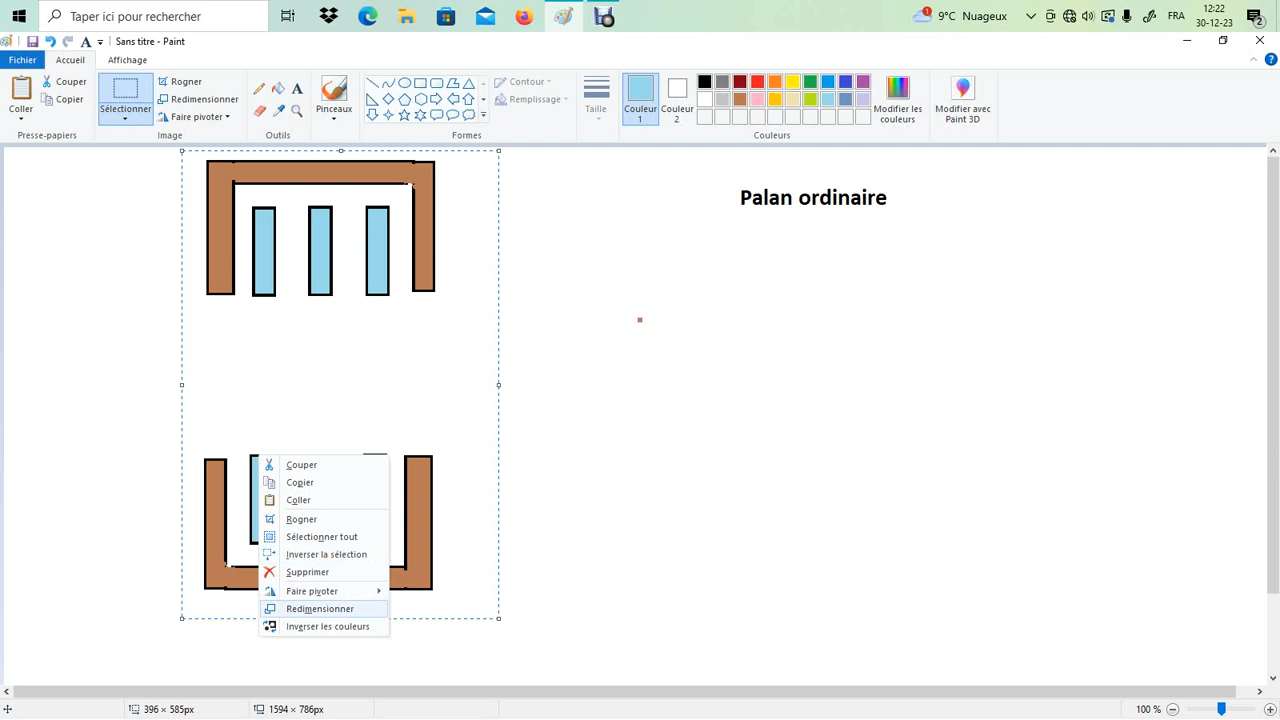 Taper ici pour rechercher
9°C Nuageux
FRA
12:22
30-12-23
2
Sans titre - Paint
Fichier
Accueil
Affichage
Coller
Couper
Copier
Presse-papiers
Sélectionner
Rogner
Redimensionner
Faire pivoter
Image
A
Outils
Pinceaux
Contour
Remplissage
Formes
Taille
Couleur 1
Couleur 2
Modifier les couleurs
Couleurs
Modifier avec Paint 3D
Palan ordinaire
Couper
Copier
Coller
Rogner
Sélectionner tout
Inverser la sélection
Supprimer
Faire pivoter
Redimensionner
Inverser les couleurs
396 × 585px
1594 × 786px
100 %